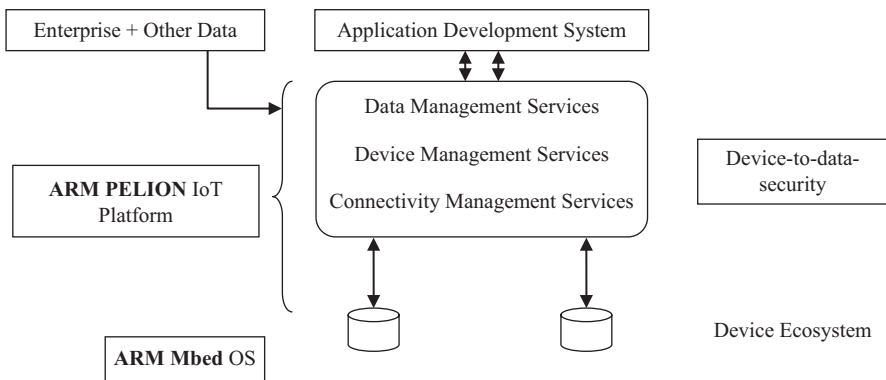 Enterprise + Other Data
Application Development System
Data Management Services
Device Management Services
Connectivity Management Services
ARM PELION IoT
Platform
Device-to-data-
security
Device Ecosystem
ARM Mbed OS